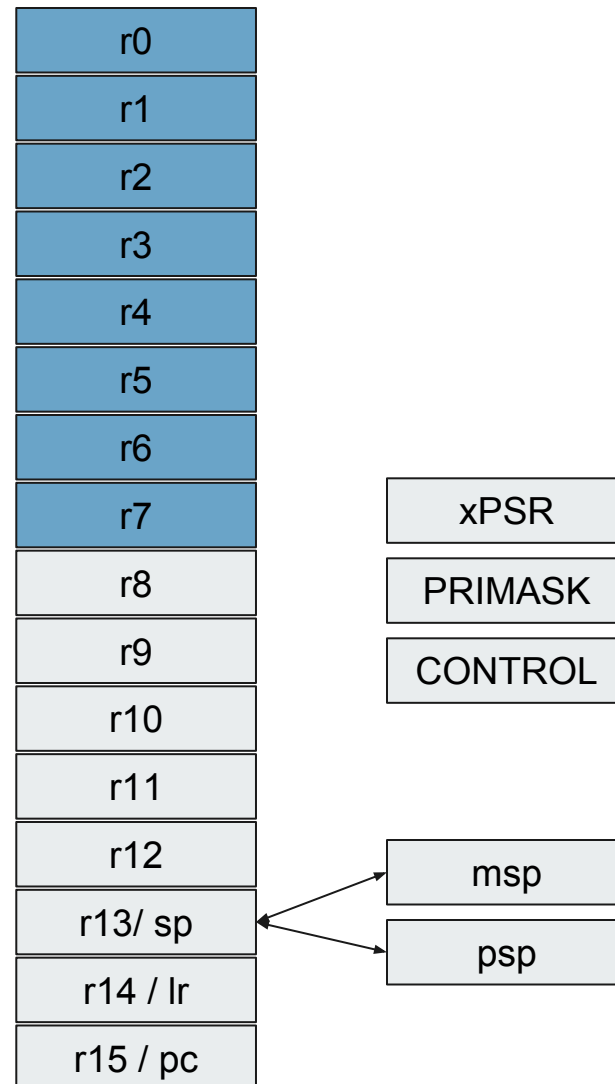 r0
r1
r2
r3
r4
r5
r6
r7
r8
r9
r10
r11
r12
r13/ sp
r14 / lr
r15 / pc
xPSR
PRIMASK
CONTROL
msp
psp